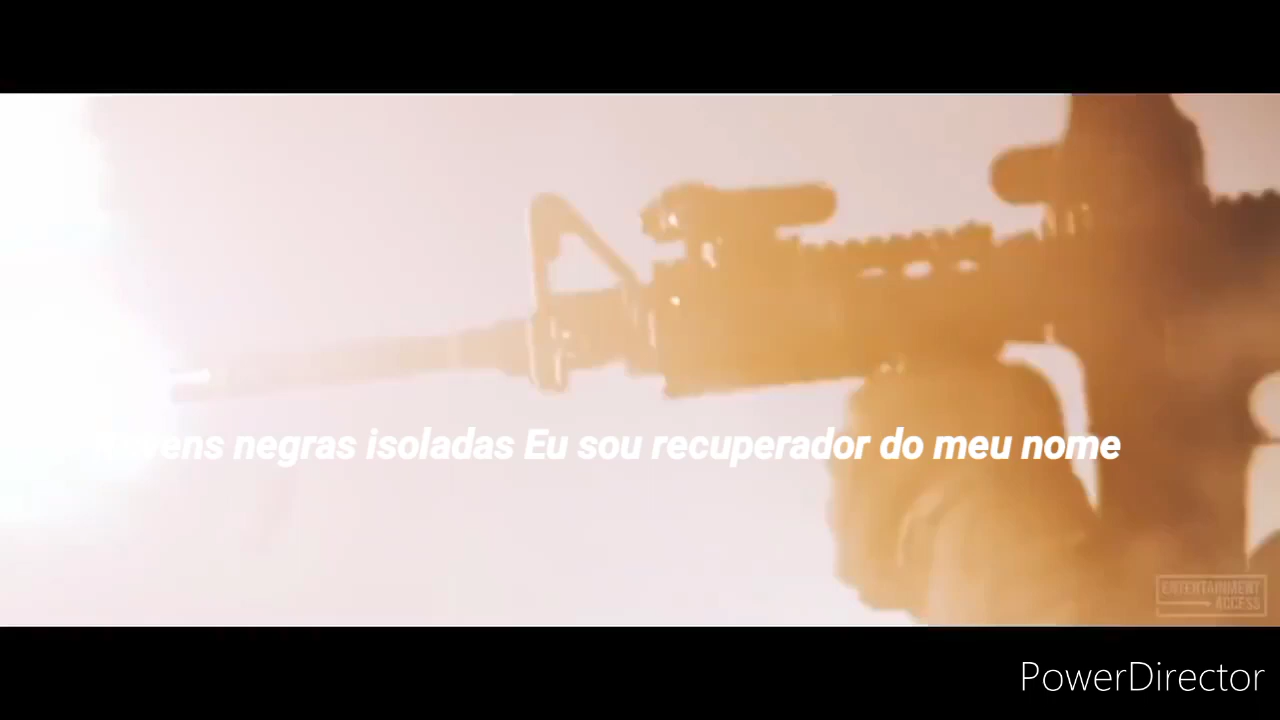 negras isoladas Eu sou recuperador do meu nome
ENTERTAINMENT
ACCESS
PowerDirector